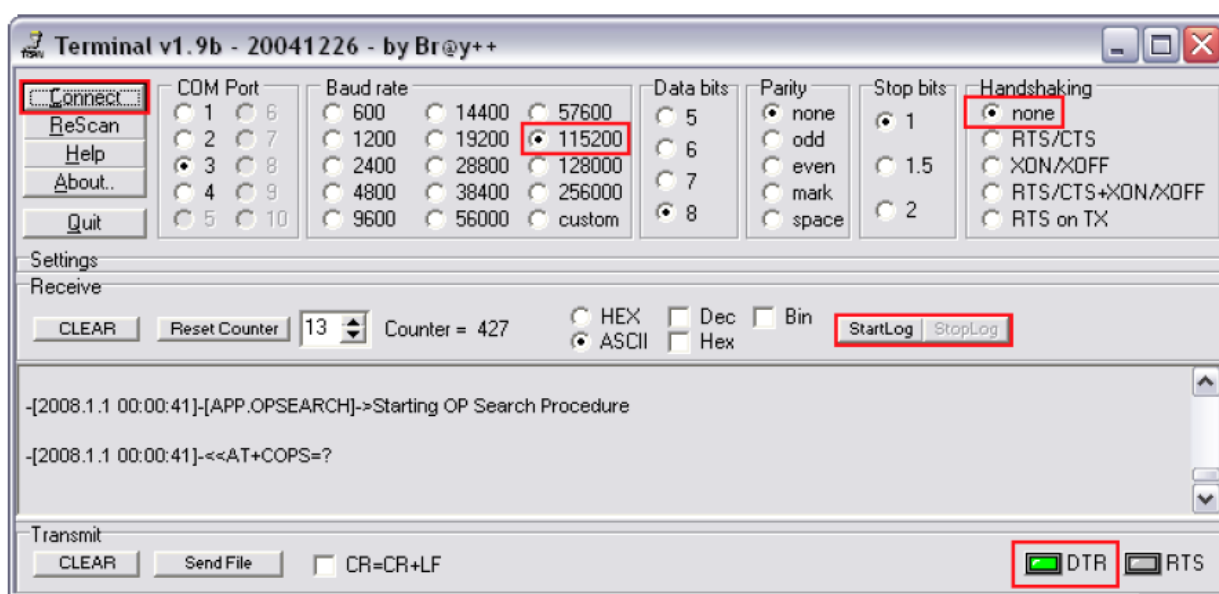 Terminal v1.9b - 20041226 - by Br@y++
Connect
ReScan
Help
About..
Quit
COM Port
1 6
2 7
3 8
4 9
5 10
Baud rate
600 14400 57600
1200 19200 115200
2400 28800 128000
4800 38400 256000
9600 56000 custom
Data bits
5
6
7
8
Parity
none
odd
even
mark
space
Stop bits
1
1.5
2
Handshaking
none
RTS/CTS
XON/XOFF
RTS/CTS+XON/XOFF
RTS on TX
Settings
Receive
CLEAR Reset Counter 13 Counter = 427
HEX Dec Bin
ASCII Hex
StartLog StopLog
-[2008.1.1 00:00:41]-[APP.OPSEARCH]->Starting OP Search Procedure
-[2008.1.1 00:00:41]-<<AT+COPS=?
Transmit
CLEAR Send File CR=CR+LF DTR RTS